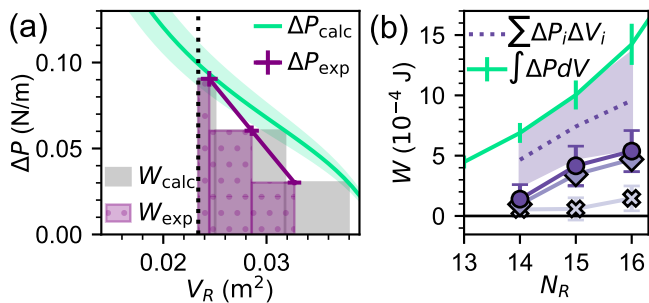 (a)
ΔP_calc
ΔP_exp
W_calc
W_exp
0.10
0.05
0.00
ΔP (N/m)
0.02
0.03
V_R (m²)
(b)
∑ΔP_iΔV_i
∫ΔPdV
15
10
5
0
W (10⁻⁴ J)
13
14
15
16
N_R